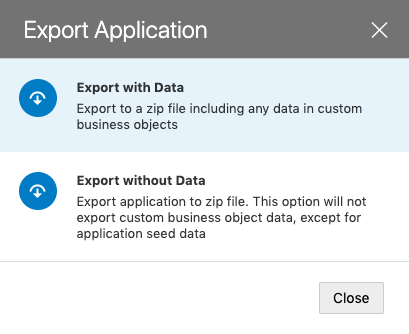 Export Application
Export with Data
Export to a zip file including any data in custom
business objects
Export without Data
Export application to zip file. This option will not
export custom business object data, except for
application seed data
Close